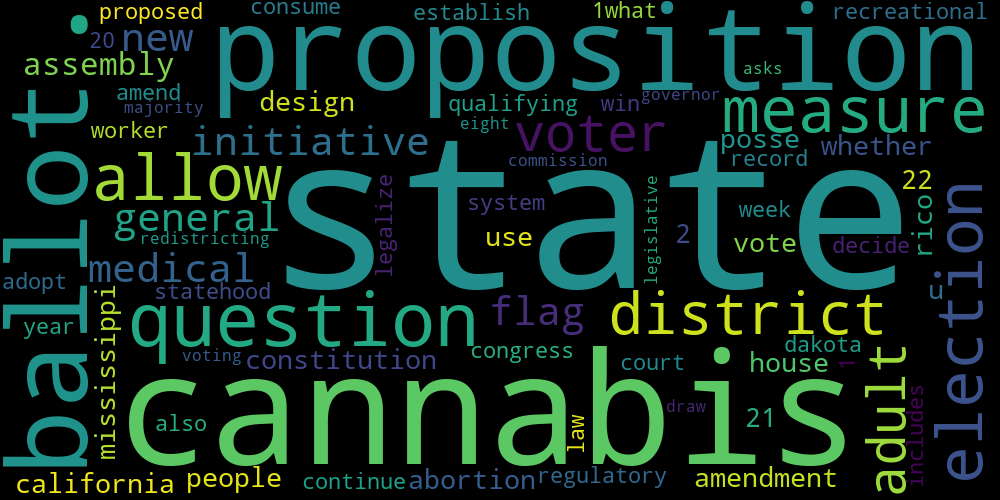 proposed
consume
establish
1what
recreational
20
new
proposition
assembly
asks
amend
majority
design
qualifying
win
governor
measure
worker
initiative
eight
voter
posse
whether
commission
record
ballot
allow
state
22
general
legalize
system
legislative
week
rico
redistricting
use
2
vote
decide
election
adopt
medical
statehood
u
mississippi
question
flag
district
year
voting
constitution
congress
court
house
dakota
1
cannabis
also
law
draw
21
adult
includes
california
people
continue
abortion
regulatory
amendment